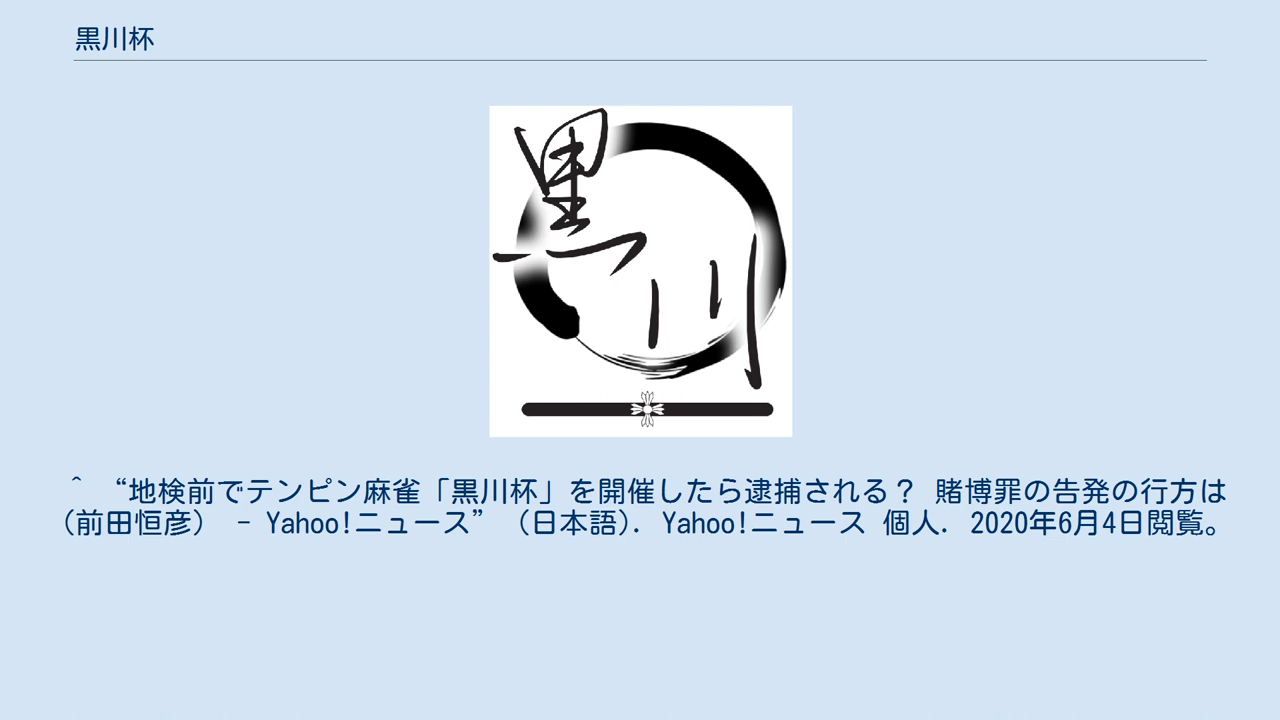 黒川杯
黒
川
^ “地検前でテンピン麻雀「黒川杯」を開催したら逮捕される？ 賭博罪の告発の行方は
（前田恒彦） - Yahoo!ニュース” (日本語). Yahoo!ニュース 個人. 2020年6月4日閲覧。